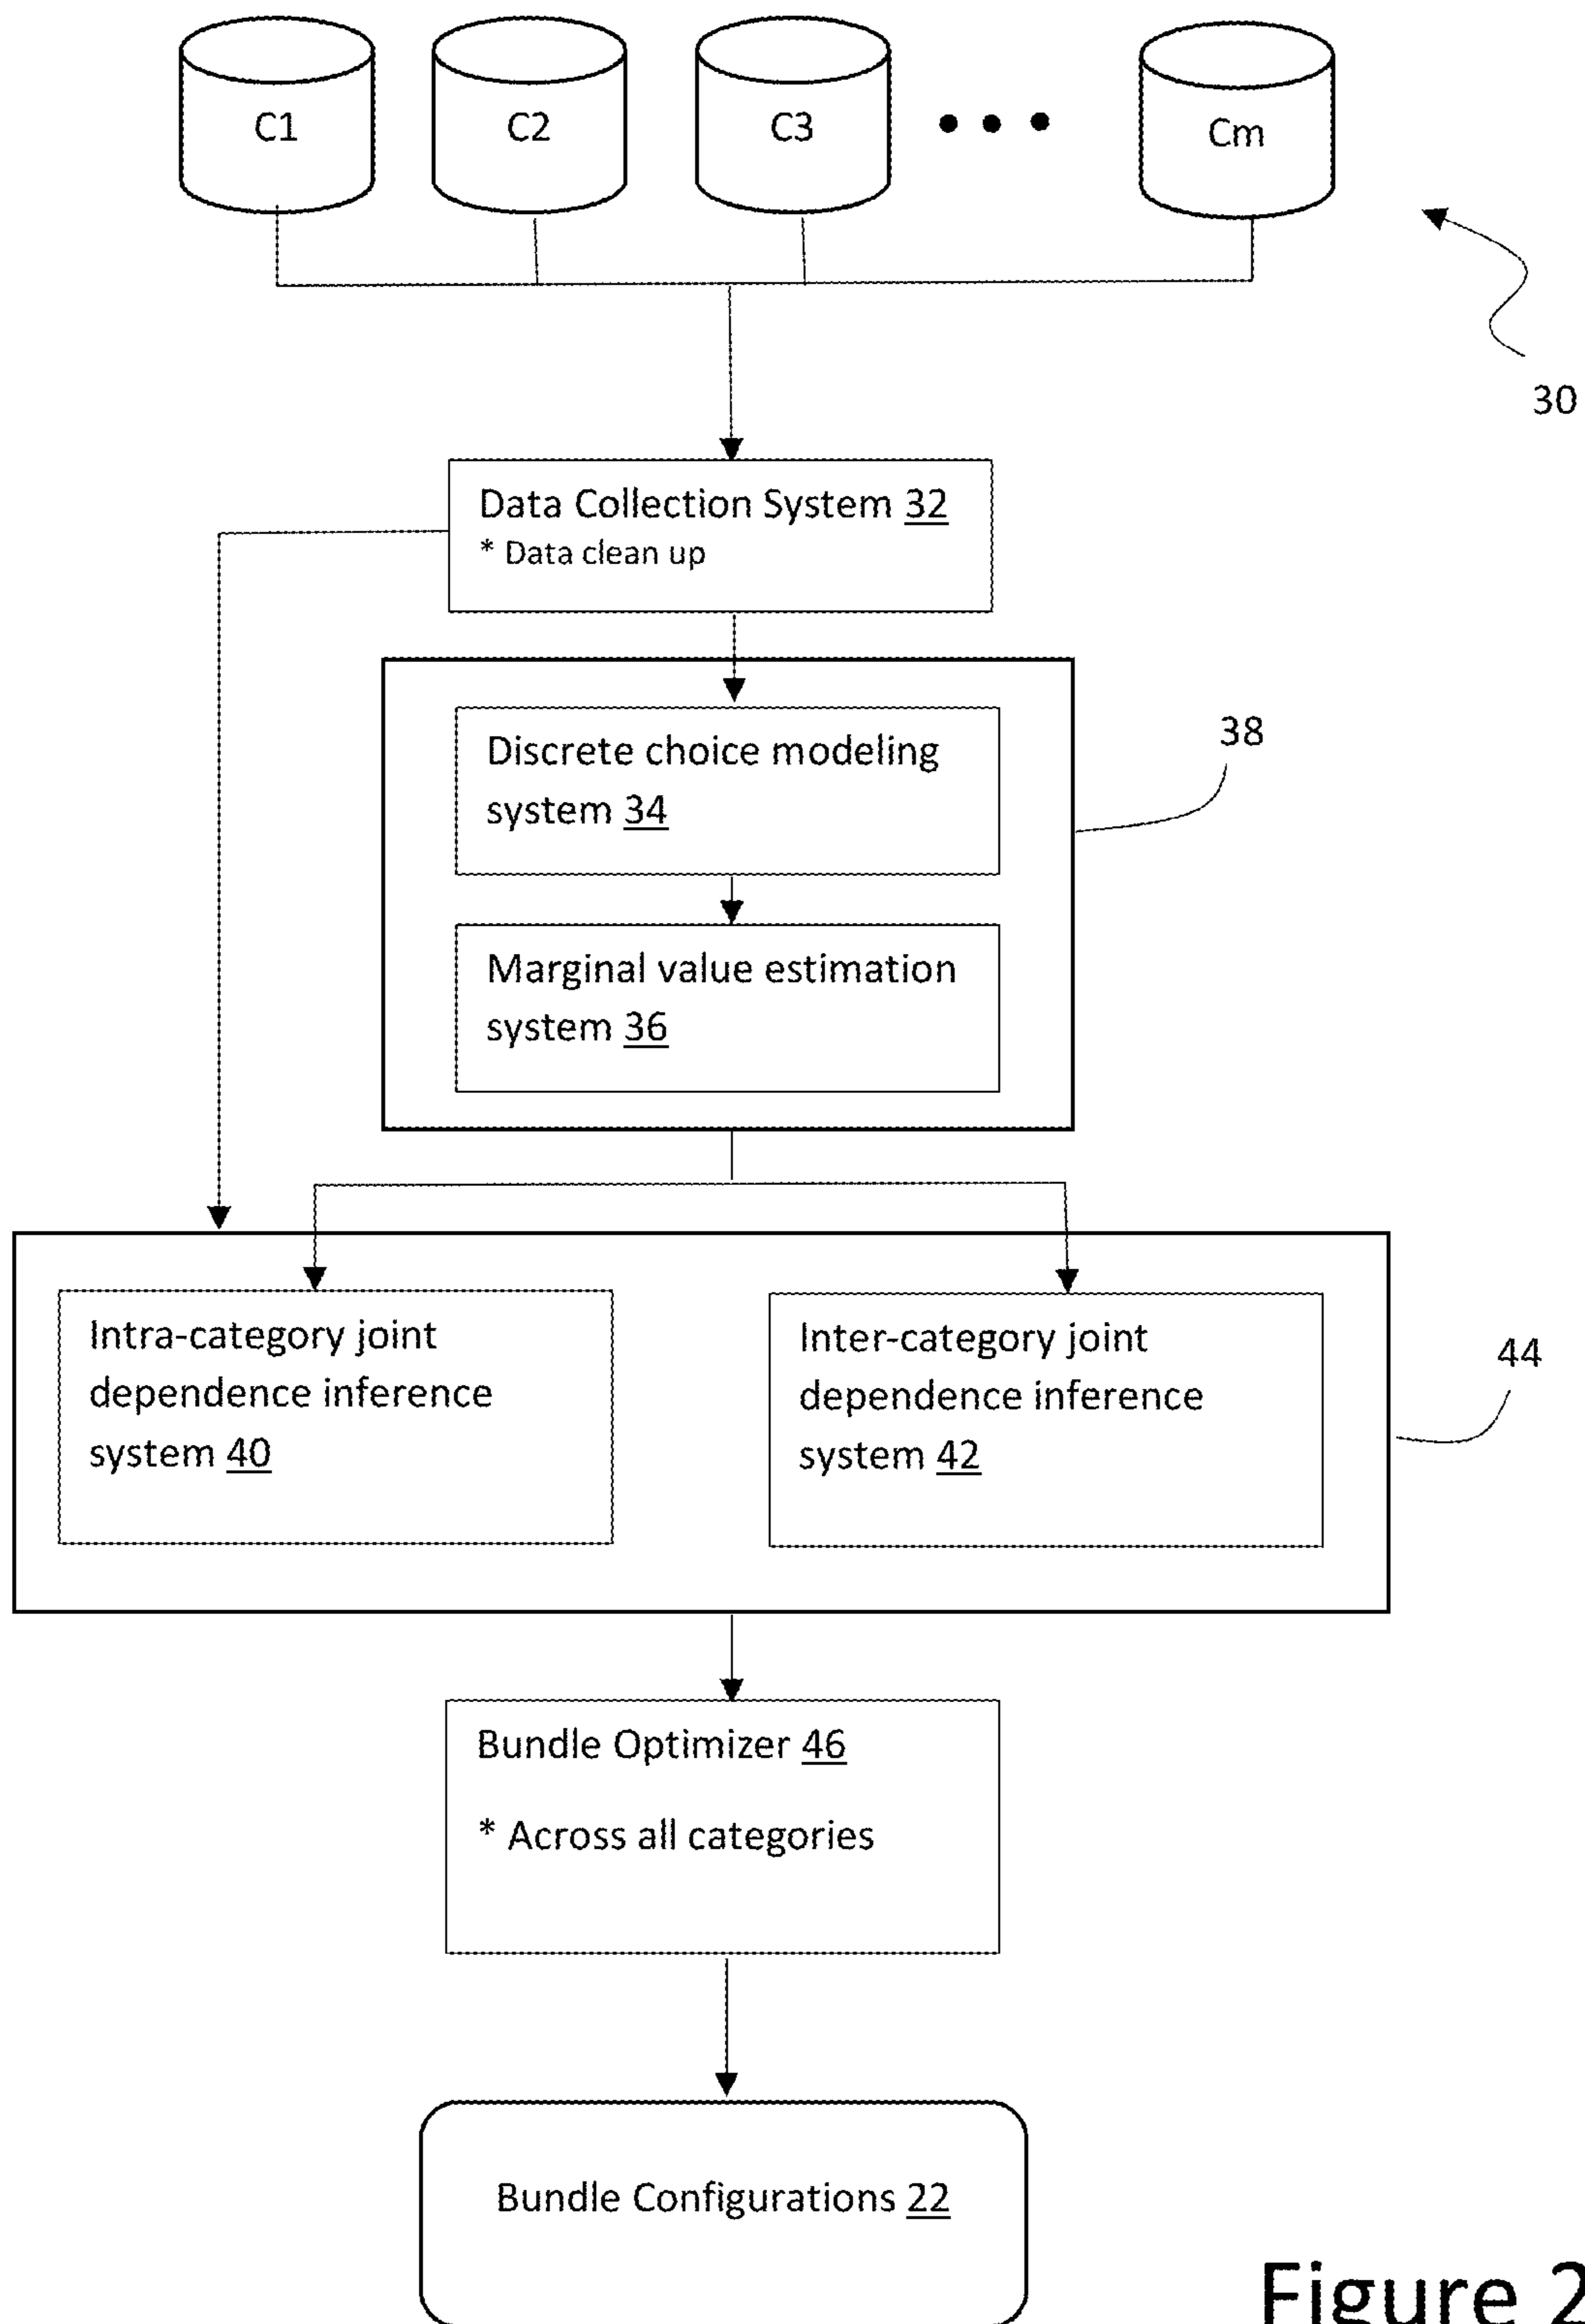 C1
C2
C3
Cm
30
Data Collection System 32
* Data clean up
38
Discrete choice modeling
system 34
Marginal value estimation
system 36
Intra-category joint
dependence inference
system 40
Inter-category joint
dependence inference
system 42
44
Bundle Optimizer 46
* Across all categories
Bundle Configurations 22
Figure 2